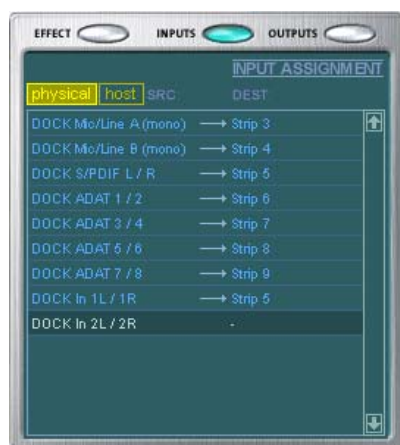 EFFECT INPUTS OUTPUTS
INPUT ASSIGNMENT
physical host SRC DEST
DOCK Mic/Line A (mono) → Strip 3
DOCK Mic/Line B (mono) → Strip 4
DOCK S/PDIF L / R → Strip 5
DOCK ADAT 1 / 2 → Strip 6
DOCK ADAT 3 / 4 → Strip 7
DOCK ADAT 5 / 6 → Strip 8
DOCK ADAT 7 / 8 → Strip 9
DOCK In 1L / 1R → Strip 5
DOCK In 2L / 2R -